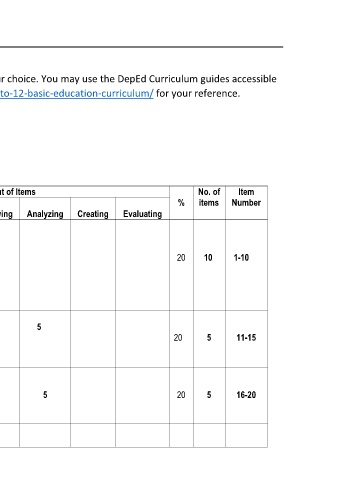 ur choice. You may use the DepEd Curriculum guides accessible
to-12-basic-education-curriculum/ for your reference.
nt of Items
% No. of items Item Number
ying Analyzing Creating Evaluating
20 10 1-10
5
20 5 11-15
5 20 5 16-20